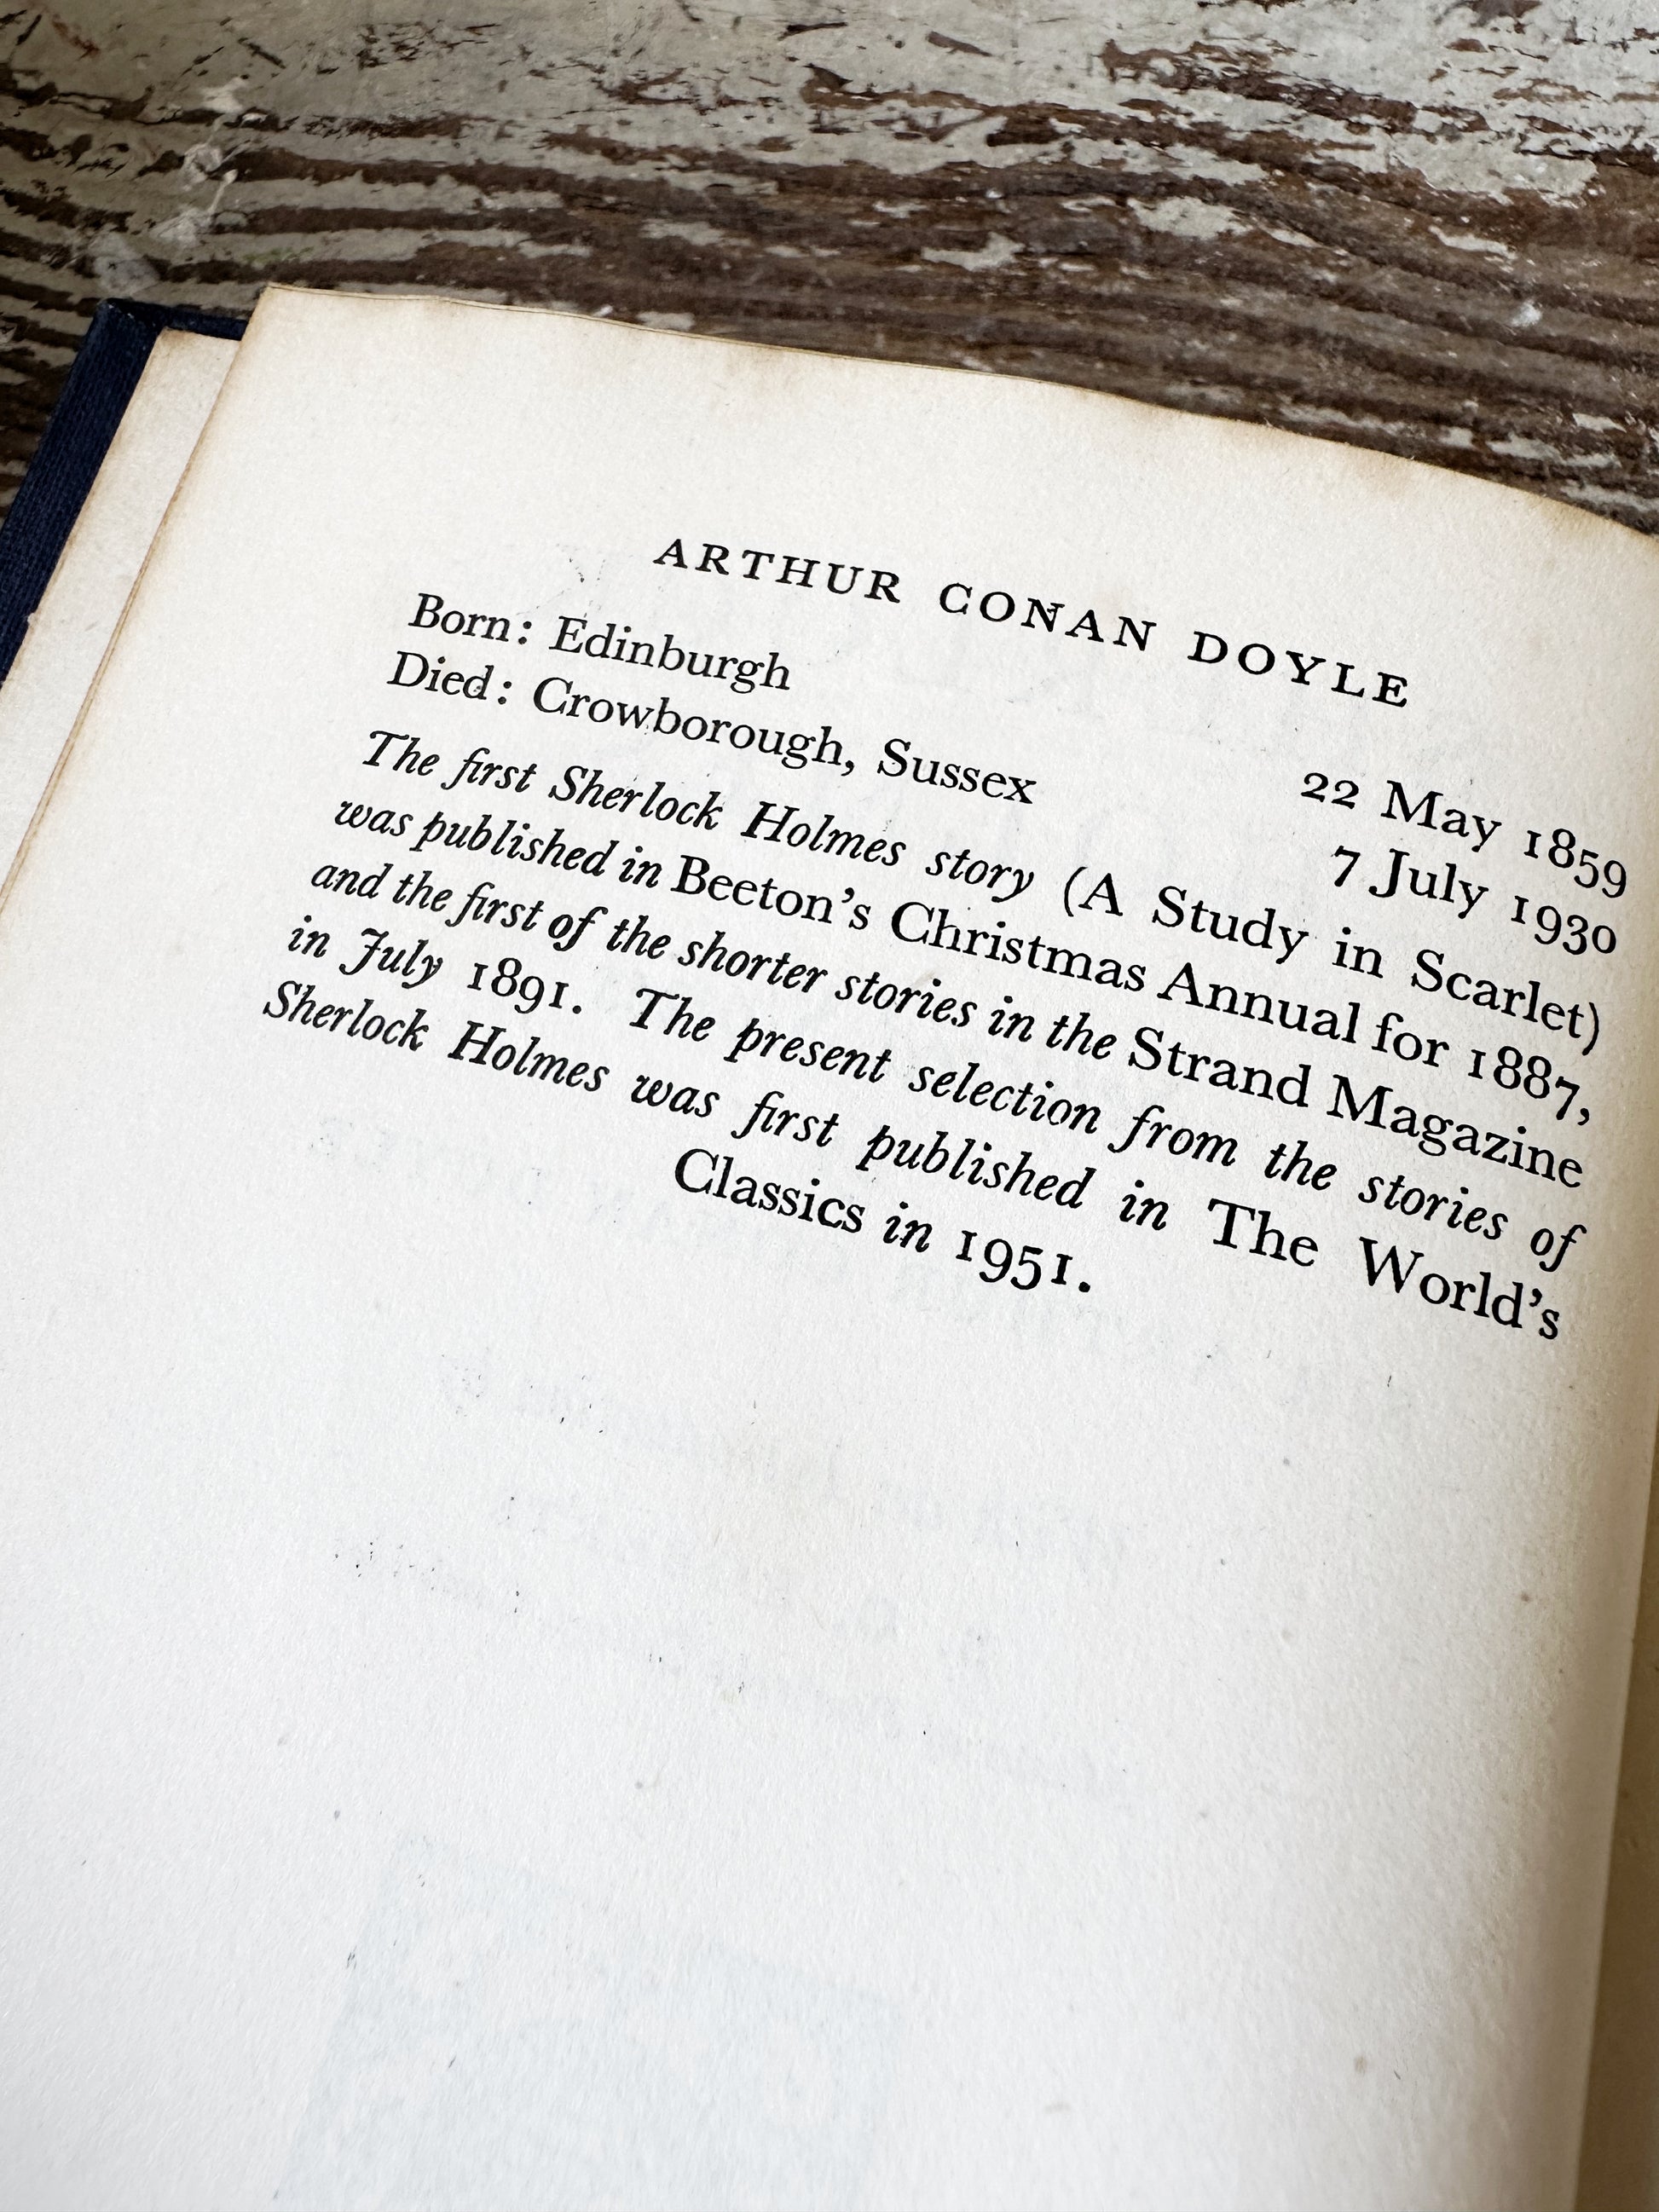 ARTHUR CONAN DOYLE
Born: Edinburgh 22 May 1859
Died: Crowborough, Sussex 7 July 1930
The first Sherlock Holmes story (A Study in Scarlet)
was published in Beeton's Christmas Annual for 1887,
and the first of the shorter stories in the Strand Magazine
in July 1891. The present selection from the stories of
Sherlock Holmes was first published in The World's
Classics in 1951.